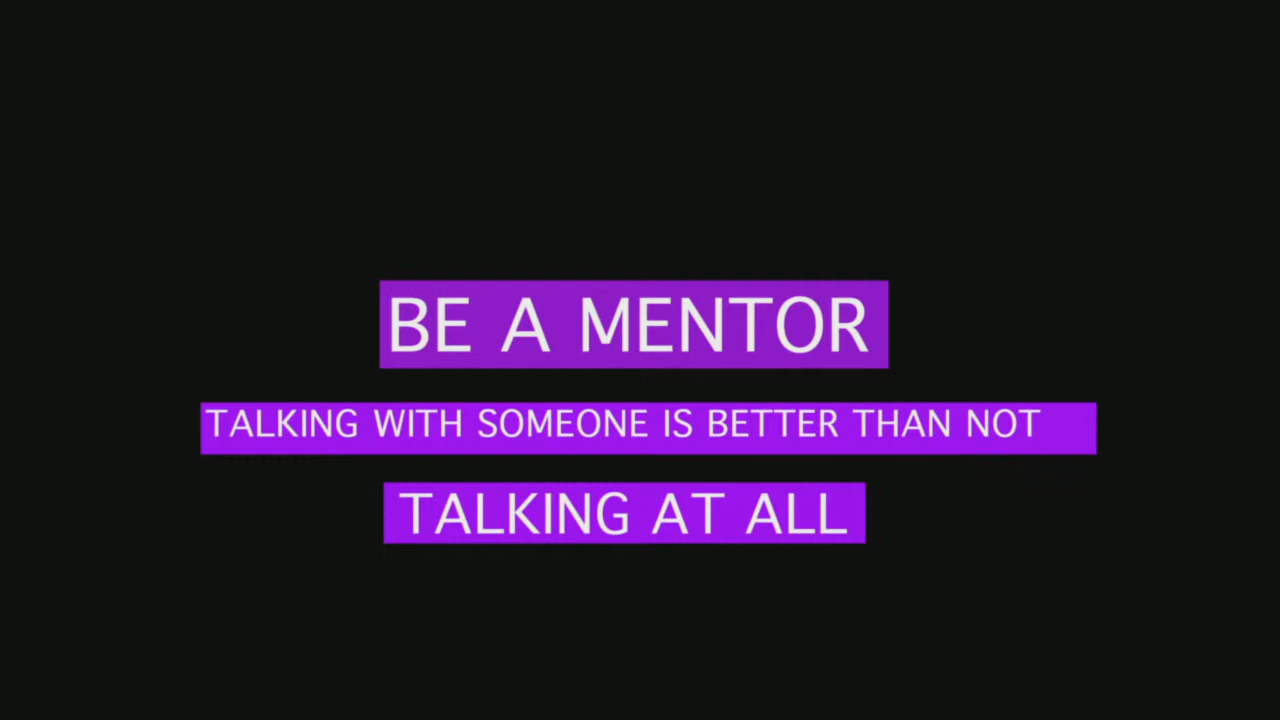 BE A MENTOR
TALKING WITH SOMEONE IS BETTER THAN NOT
TALKING AT ALL